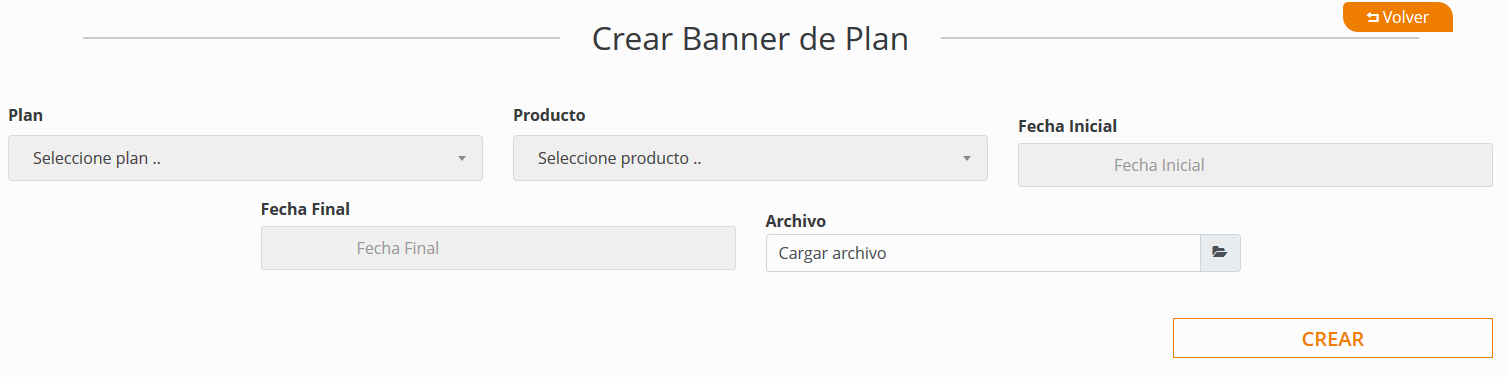 Volver
Crear Banner de Plan
Plan
Producto
Fecha Inicial
Seleccione plan ..
Seleccione producto ..
Fecha Inicial
Fecha Final
Archivo
Fecha Final
Cargar archivo
CREAR